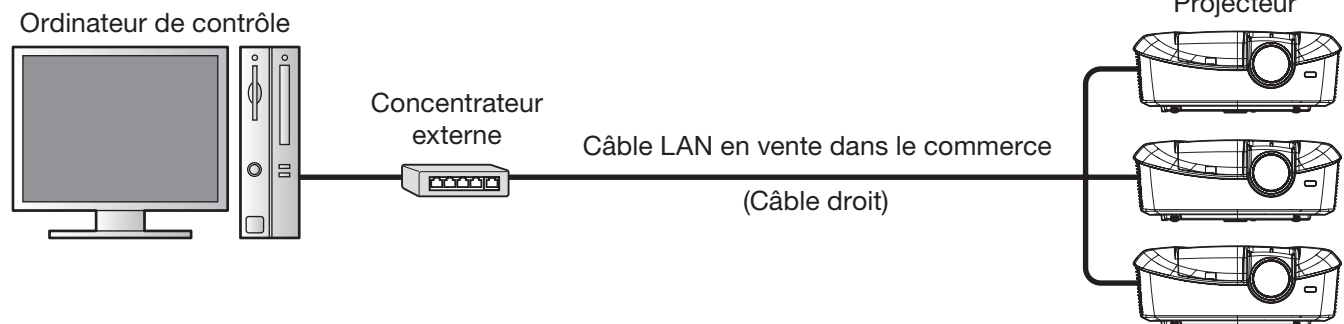 Projecteur
Ordinateur de contrôle
Concentrateur
externe
Câble LAN en vente dans le commerce
(Câble droit)